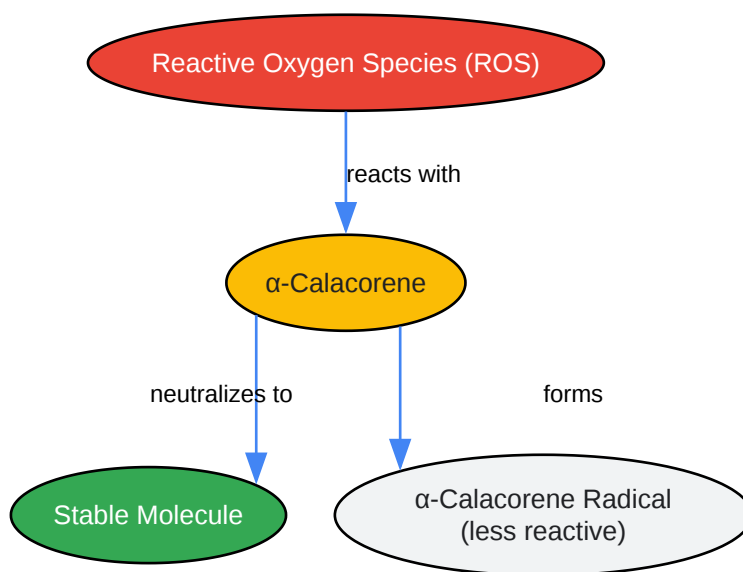 Reactive Oxygen Species (ROS)
reacts with
α-Calacorene
neutralizes to
forms
Stable Molecule
α-Calacorene Radical
(less reactive)